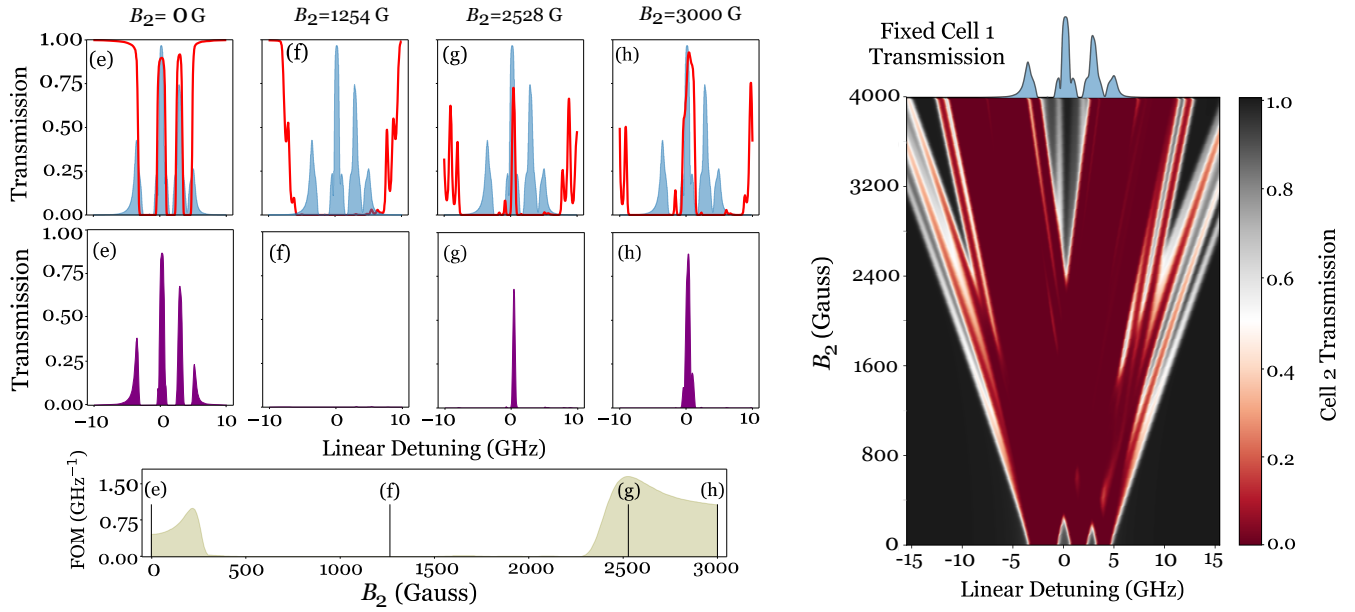 B₂= 0 G
B₂=1254 G
B₂=2528 G
B₂=3000 G
Fixed Cell 1
Transmission
Transmission
1.00
0.75
0.50
0.25
0.00
(e)
(f)
(g)
(h)
Transmission
1.00
0.75
0.50
0.25
0.00
(e)
(f)
(g)
(h)
−10 0 10
−10 0 10
−10 0 10
−10 0 10
Linear Detuning (GHz)
FOM (GHz⁻¹)
1.50
0.75
0.00
(e)
(f)
(g)
(h)
0 500 1000 1500 2000 2500 3000
B₂ (Gauss)
B₂ (Gauss)
4000
3200
2400
1600
800
0
-15 -10 -5 0 5 10 15
Linear Detuning (GHz)
1.0
0.8
0.6
0.4
0.2
0.0
Cell 2 Transmission